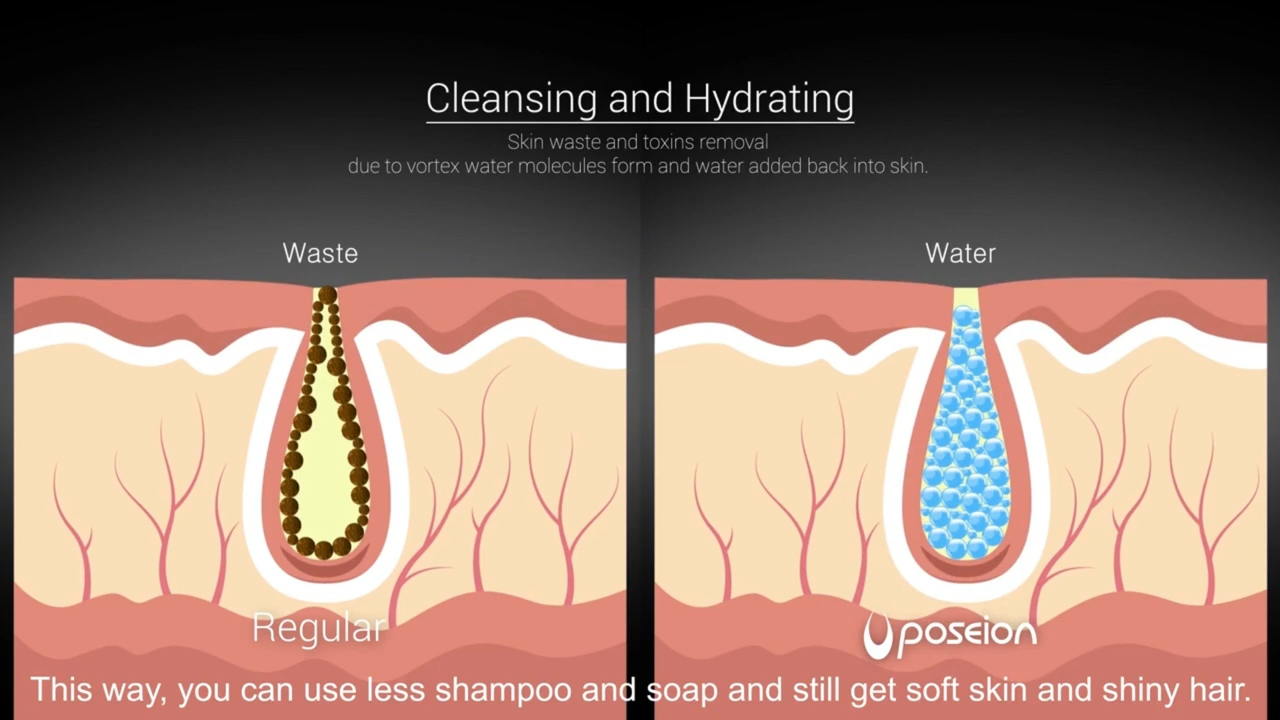 Cleansing and Hydrating
Skin waste and toxins removal
due to vortex water molecules form and water added back into skin.
Waste
Water
Regular
poseion
This way, you can use less shampoo and soap and still get soft skin and shiny hair.